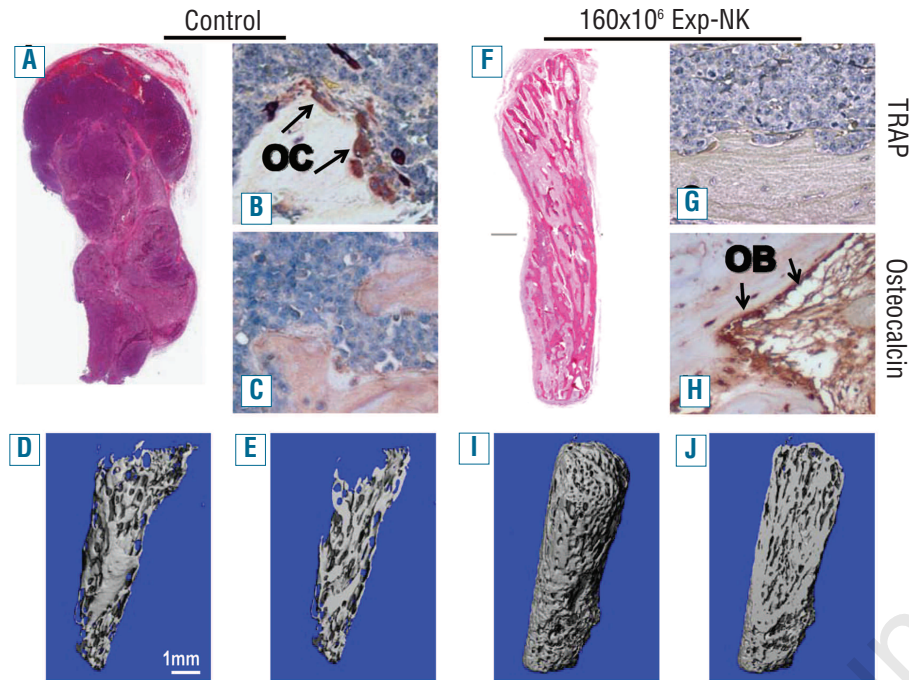 Control
160x10⁶ Exp-NK
A
B
OC
C
F
G
H
OB
TRAP
Osteocalcin
D
E
I
J
1mm